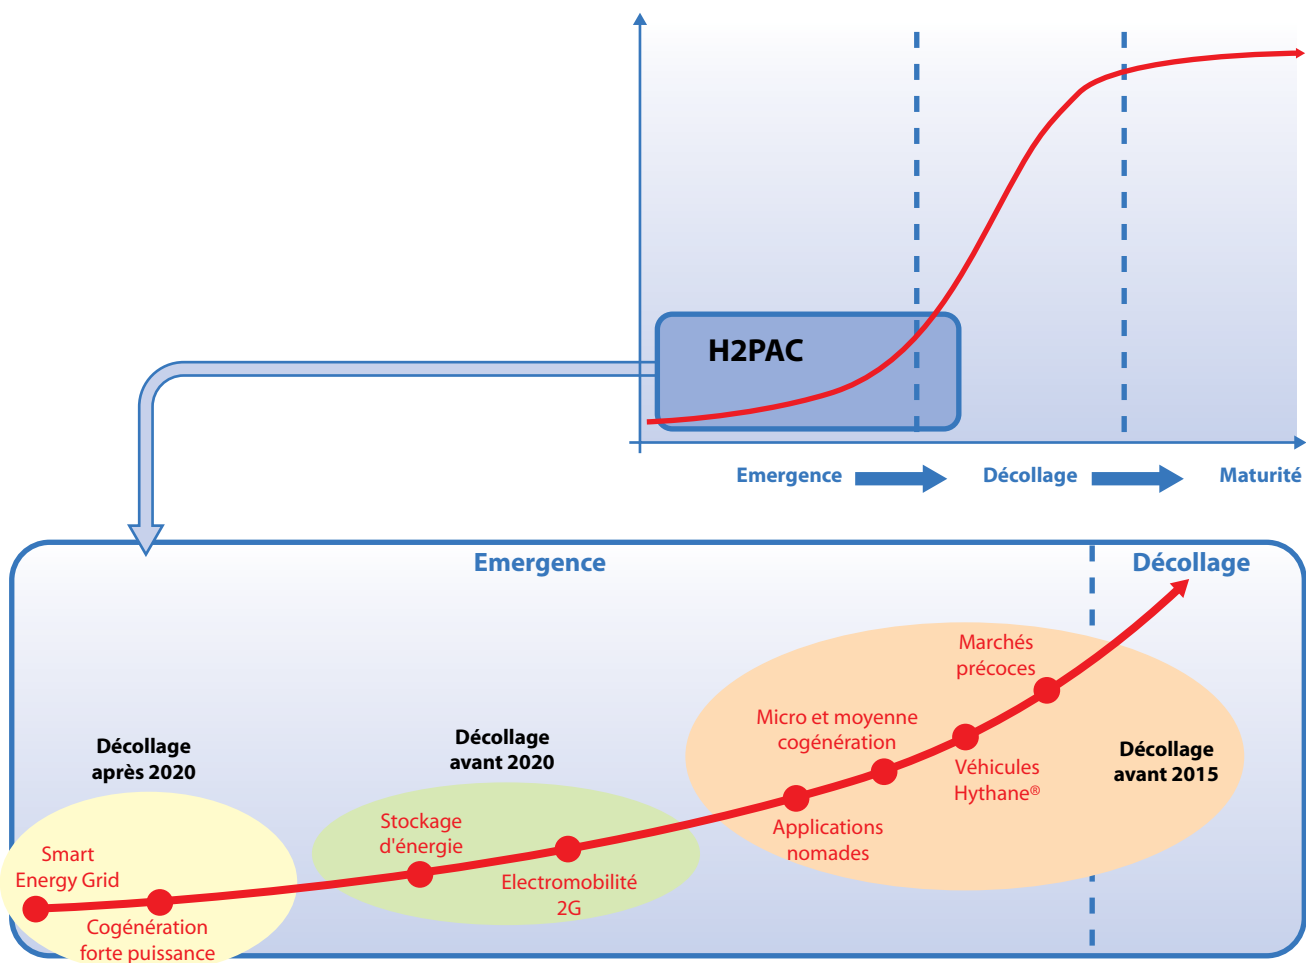 H2PAC
Emergence
Décollage
Maturité
Emergence
Décollage
Marchés
précoces
Micro et moyenne
cogénération
Décollage
après 2020
Décollage
avant 2020
Véhicules
Hythane®
Décollage
avant 2015
Stockage
d'énergie
Applications
nomades
Smart
Energy Grid
Electromobilité
2G
Cogénération
forte puissance